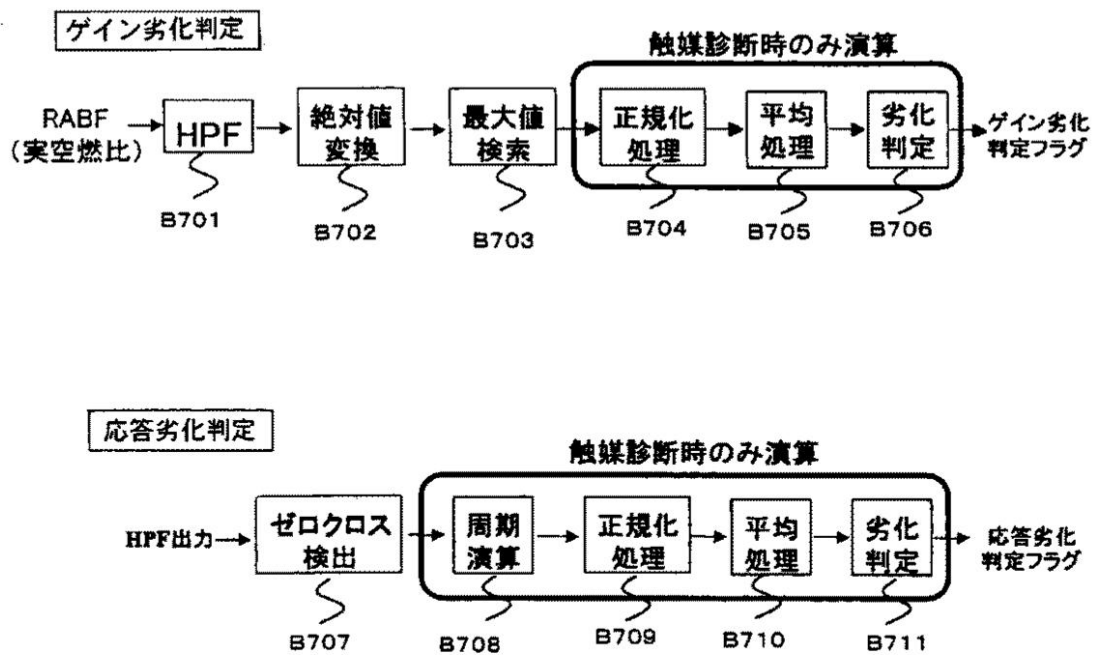 ゲイン劣化判定
触媒診断時のみ演算
RABF
(実空燃比)
HPF
絶対値
変換
最大値
検索
正規化
処理
平均
処理
劣化
判定
ゲイン劣化
判定フラグ
B701
B702
B703
B704
B705
B706
応答劣化判定
触媒診断時のみ演算
HPF出力
ゼロクロス
検出
周期
演算
正規化
処理
平均
処理
劣化
判定
応答劣化
判定フラグ
B707
B708
B709
B710
B711